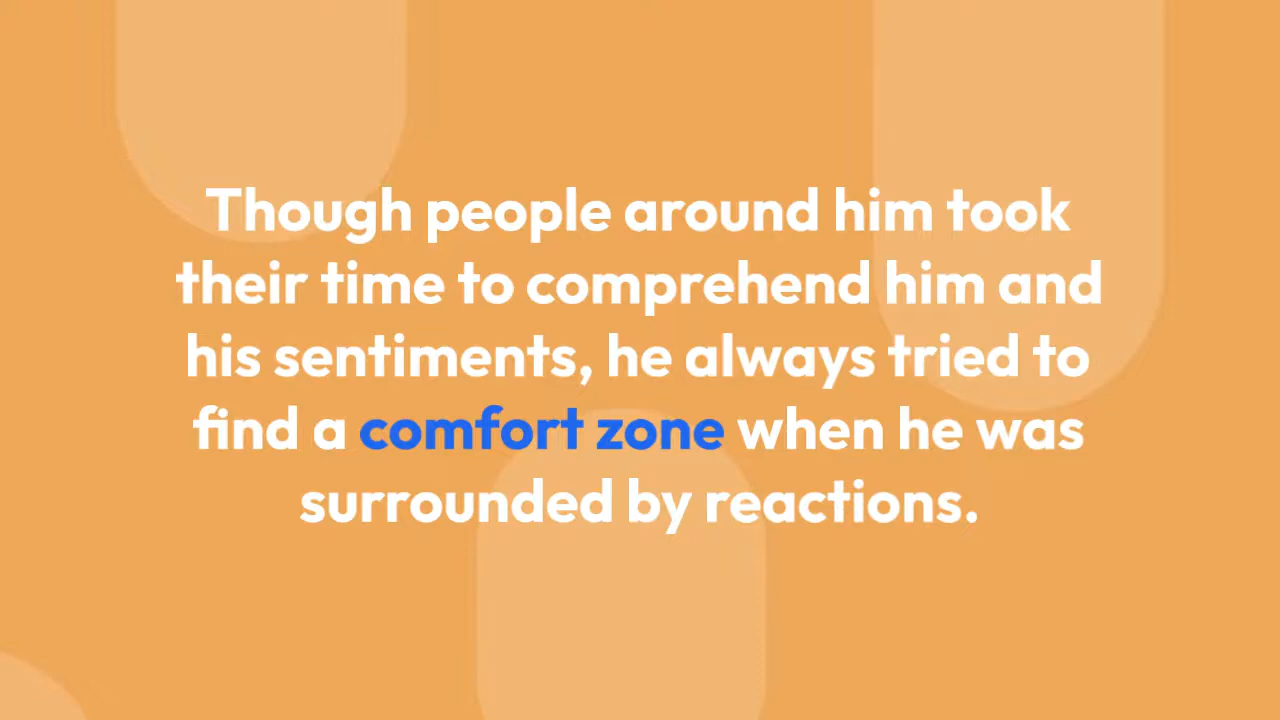 Though people around him took
their time to comprehend him and
his sentiments, he always tried to
find a comfort zone when he was
surrounded by reactions.